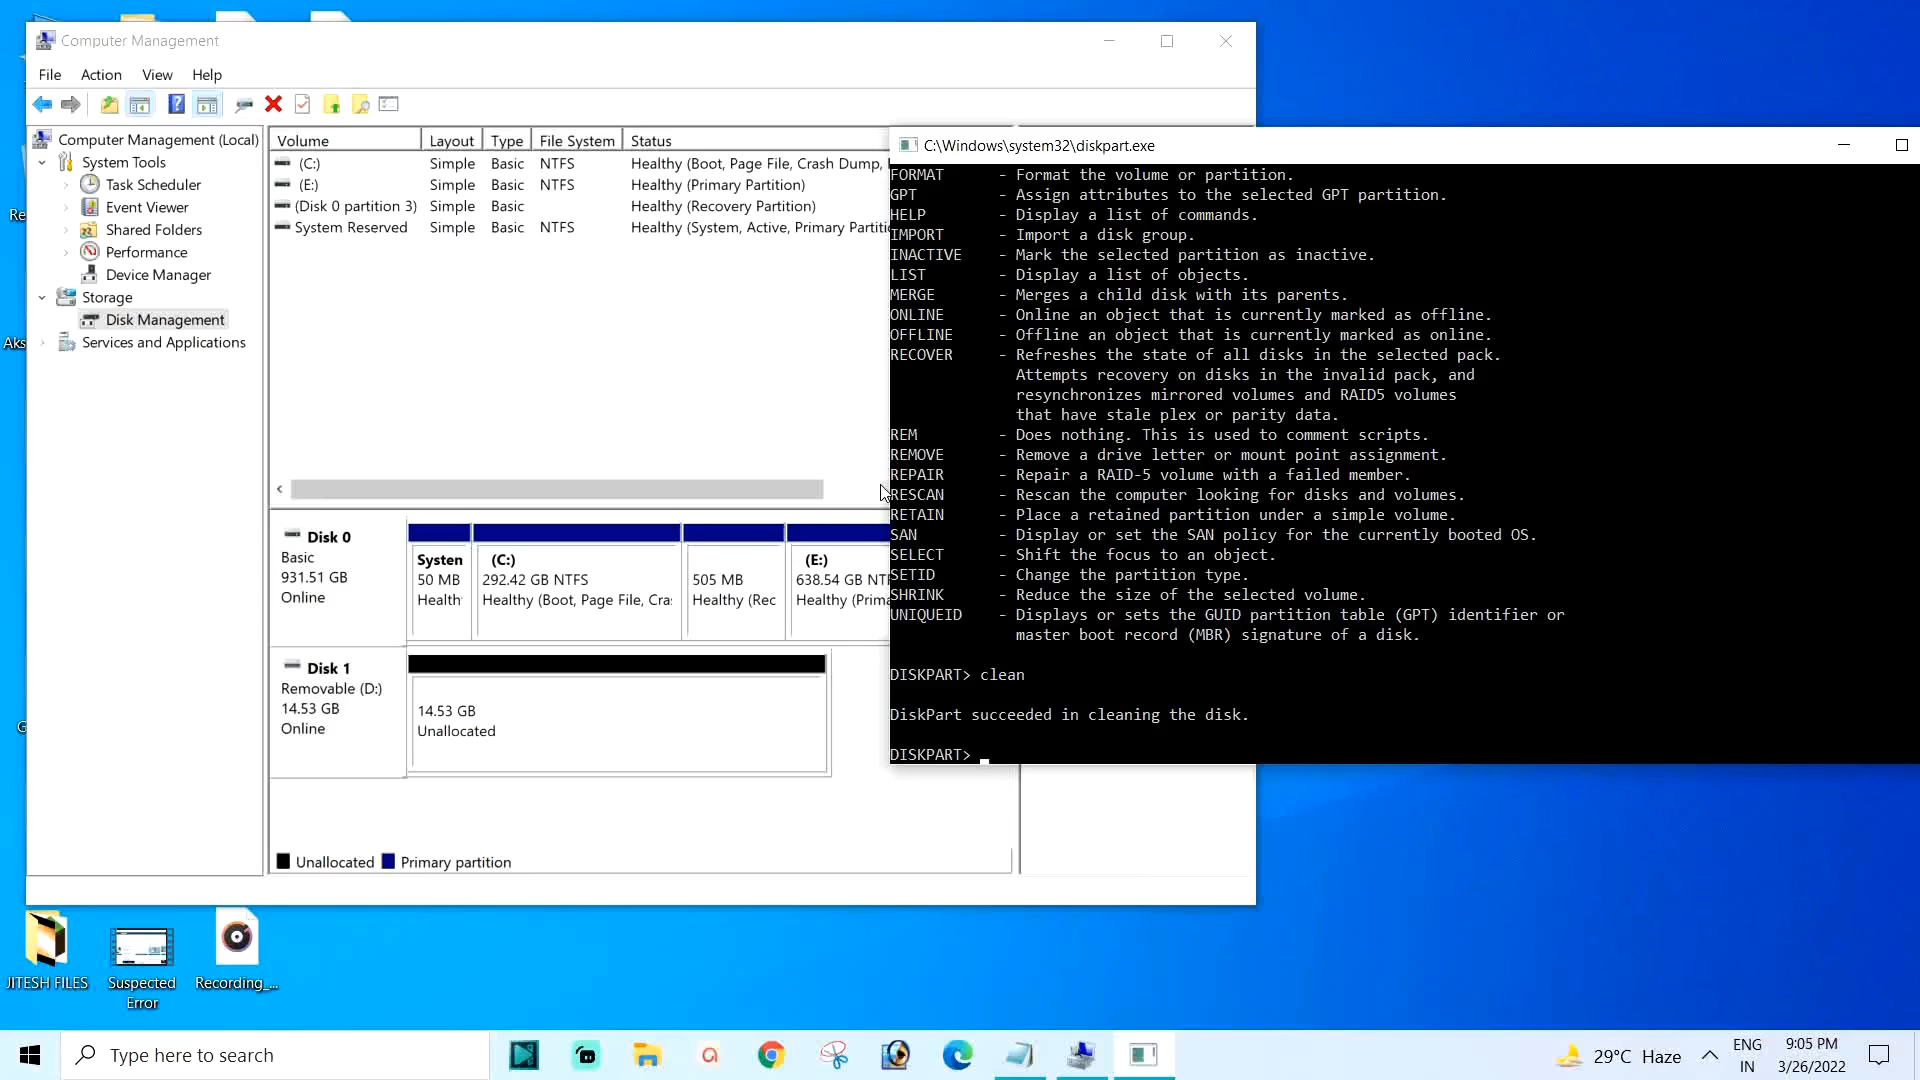 Computer Management
File Action View Help
Computer Management (Local)
System Tools
Task Scheduler
Event Viewer
Shared Folders
Performance
Device Manager
Storage
Disk Management
Services and Applications
Volume Layout Type File System Status
(C:) Simple Basic NTFS Healthy (Boot, Page File, Crash Dump,
(E:) Simple Basic NTFS Healthy (Primary Partition)
(Disk 0 partition 3) Simple Basic Healthy (Recovery Partition)
System Reserved Simple Basic NTFS Healthy (System, Active, Primary Partiti
Disk 0
Basic
931.51 GB
Online
System
50 MB
Health
(C:)
292.42 GB NTFS
Healthy (Boot, Page File, Cra
505 MB
Healthy (Rec
(E:)
638.54 GB NT
Healthy (Prima
Disk 1
Removable (D:)
14.53 GB
Online
14.53 GB
Unallocated
Unallocated Primary partition
C:\Windows\system32\diskpart.exe
FORMAT - Format the volume or partition.
GPT - Assign attributes to the selected GPT partition.
HELP - Display a list of commands.
IMPORT - Import a disk group.
INACTIVE - Mark the selected partition as inactive.
LIST - Display a list of objects.
MERGE - Merges a child disk with its parents.
ONLINE - Online an object that is currently marked as offline.
OFFLINE - Offline an object that is currently marked as online.
RECOVER - Refreshes the state of all disks in the selected pack.
Attempts recovery on disks in the invalid pack, and
resynchronizes mirrored volumes and RAID5 volumes
that have stale plex or parity data.
REM - Does nothing. This is used to comment scripts.
REMOVE - Remove a drive letter or mount point assignment.
REPAIR - Repair a RAID-5 volume with a failed member.
RESCAN - Rescan the computer looking for disks and volumes.
RETAIN - Place a retained partition under a simple volume.
SAN - Display or set the SAN policy for the currently booted OS.
SELECT - Shift the focus to an object.
SETID - Change the partition type.
SHRINK - Reduce the size of the selected volume.
UNIQUEID - Displays or sets the GUID partition table (GPT) identifier or
master boot record (MBR) signature of a disk.
DISKPART> clean
DiskPart succeeded in cleaning the disk.
DISKPART>
Re
Aks
G
JITESH FILES
Suspected
Error
Recording_...
Type here to search
29°C Haze
ENG
IN
9:05 PM
3/26/2022